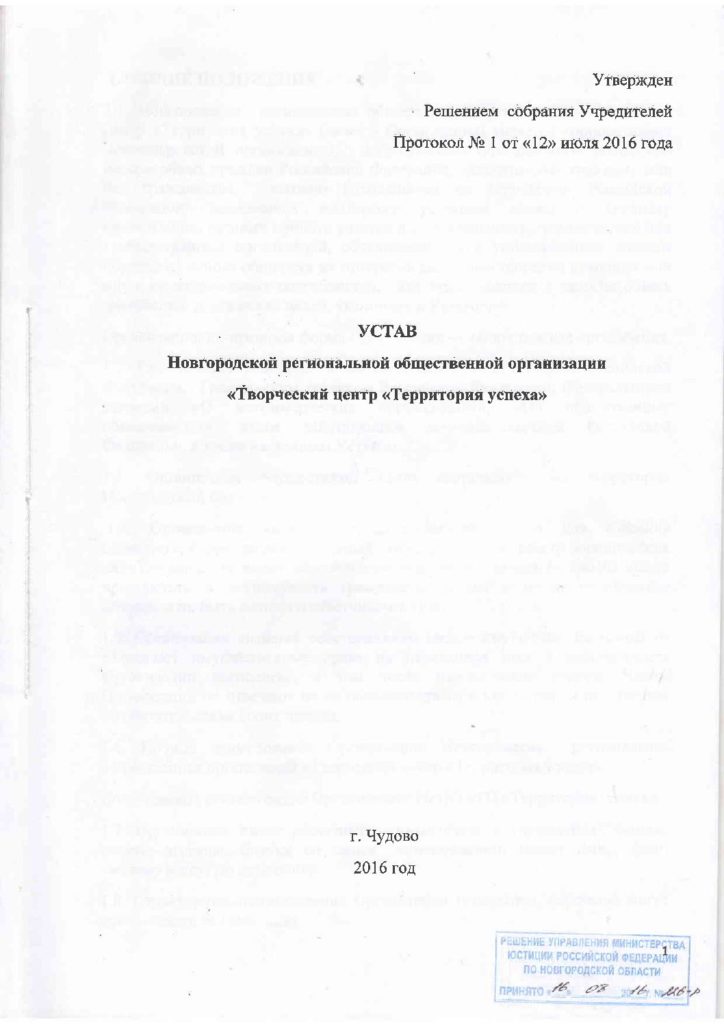 Утвержден
Решением собрания Учредителей
Протокол № 1 от «12» июля 2016 года
УСТАВ
Новгородской региональной общественной организации
«Творческий центр «Территория успеха»
г. Чудово
2016 год
1
РЕШЕНИЕ УПРАВЛЕНИЯ МИНИСТЕРСТВА
ЮСТИЦИИ РОССИЙСКОЙ ФЕДЕРАЦИИ
ПО НОВГОРОДСКОЙ ОБЛАСТИ
ПРИНЯТО «16» 08 2016 г. №